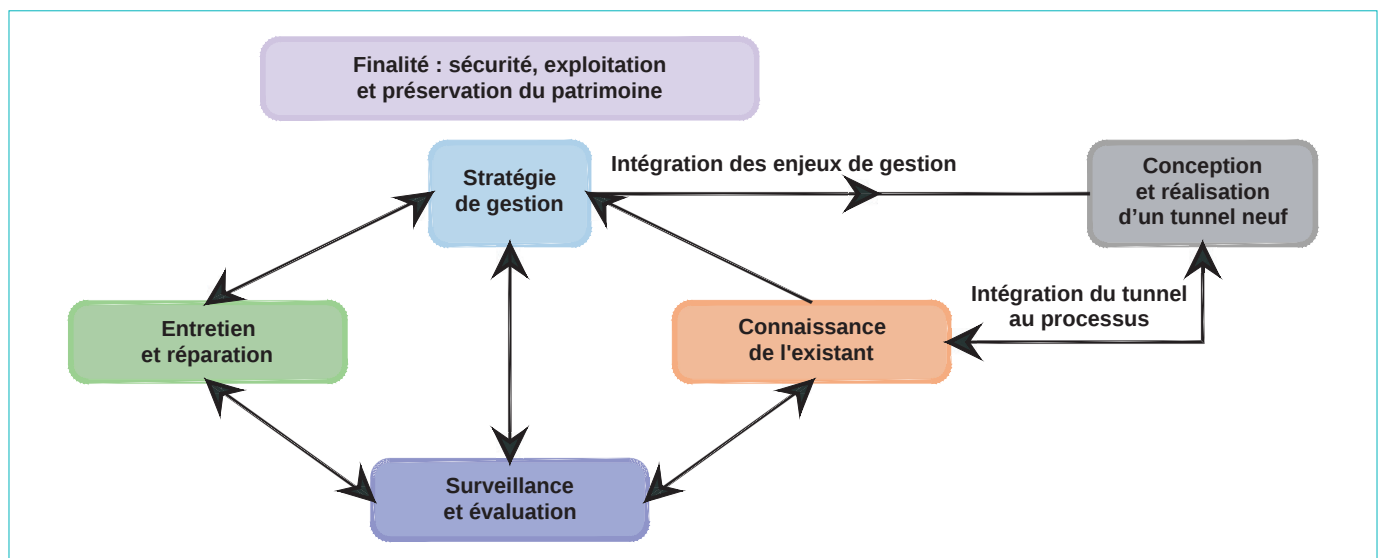 Finalité : sécurité, exploitation
et préservation du patrimoine
Stratégie
de gestion
Intégration des enjeux de gestion
Conception
et réalisation
d’un tunnel neuf
Entretien
et réparation
Connaissance
de l'existant
Intégration du tunnel
au processus
Surveillance
et évaluation